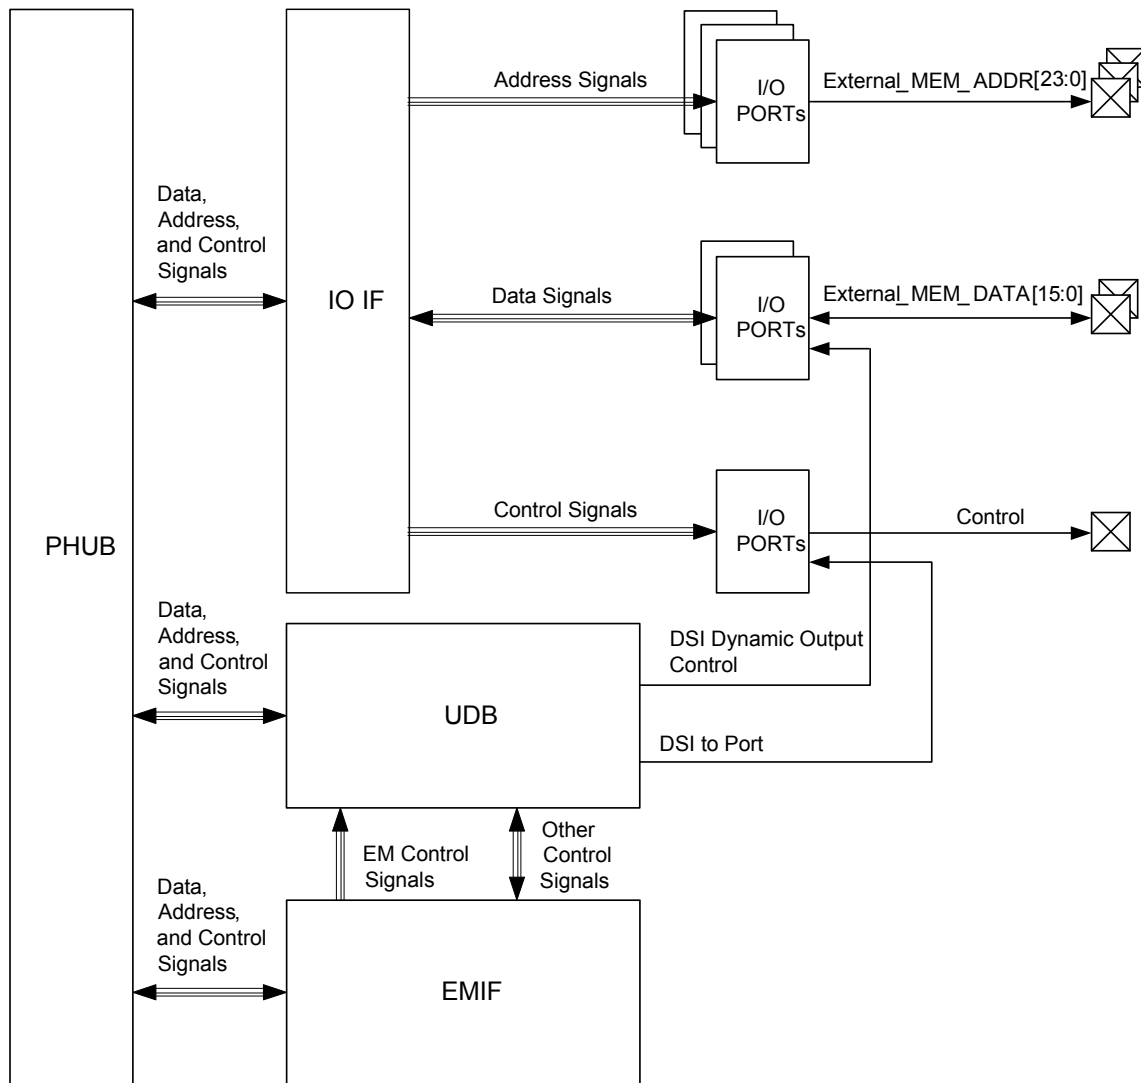 Address Signals
I/O
PORTs
External_MEM_ADDR[23:0]
Data,
Address,
and Control
Signals
IO IF
Data Signals
I/O
PORTs
External_MEM_DATA[15:0]
Control Signals
I/O
PORTs
Control
PHUB
Data,
Address,
and Control
Signals
UDB
DSI Dynamic Output
Control
DSI to Port
EM Control
Signals
Other
Control
Signals
Data,
Address,
and Control
Signals
EMIF